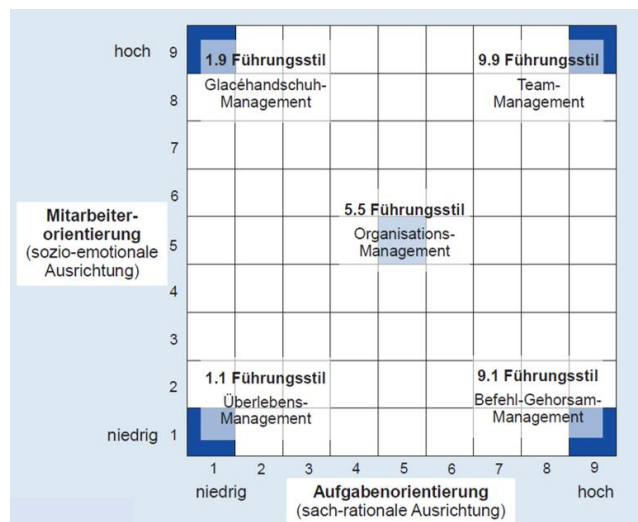 hoch 9
1.9 Führungsstil
Glacéhandschuh-
Management
9.9 Führungsstil
Team-
Management
8
7
6
5.5 Führungsstil
Organisations-
Management
Mitarbeiter-
orientierung
(sozio-emotionale
Ausrichtung)
5
4
3
2
1.1 Führungsstil
Überlebens-
Management
9.1 Führungsstil
Befehl-Gehorsam-
Management
niedrig 1
1 2 3 4 5 6 7 8 9
niedrig
hoch
Aufgabenorientierung
(sach-rationale Ausrichtung)